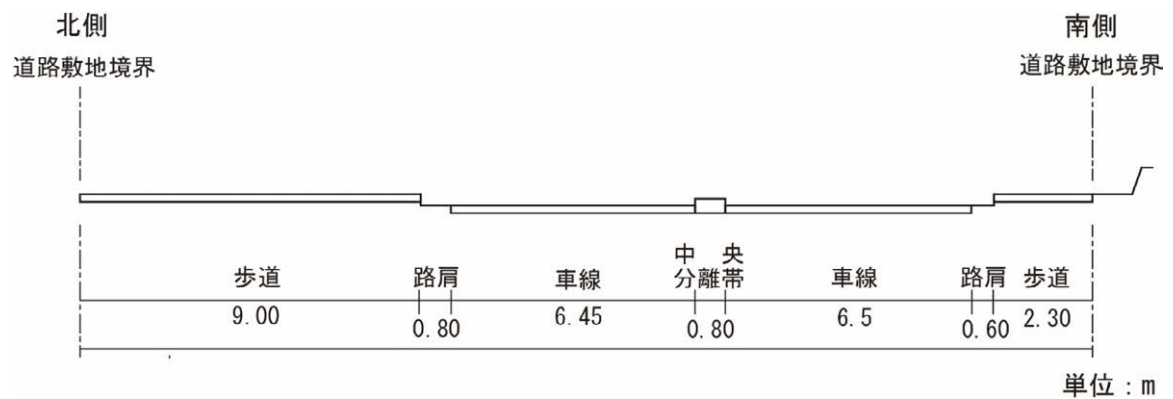 北側
南側
道路敷地境界
道路敷地境界
歩道
路肩
車線
中央
分離帯
車線
路肩
歩道
9.00
0.80
6.45
0.80
6.5
0.60
2.30
単位：m